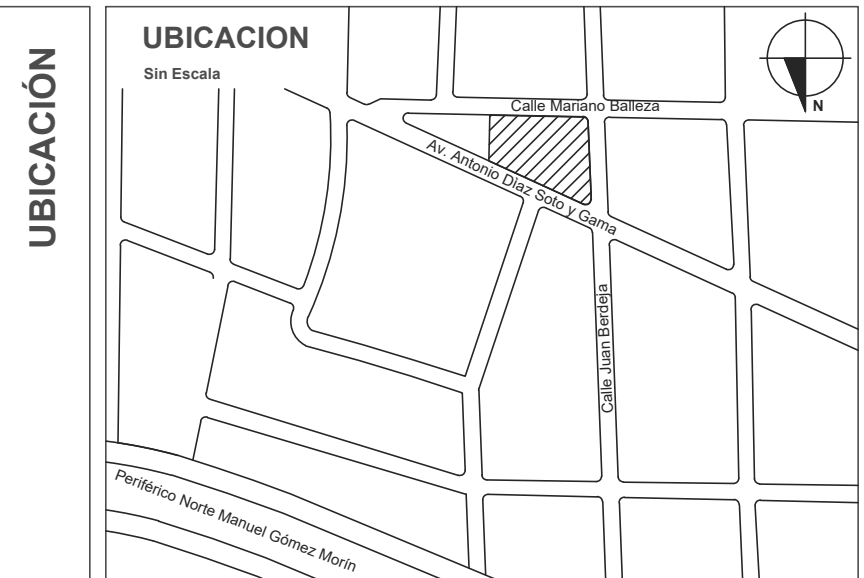 UBICACIÓN
UBICACION
Sin Escala
N
Calle Mariano Balleza
Av. Antonio Dìaz Soto y Gama
Calle Juan Berdeja
Periférico Norte Manuel Gómez Morín